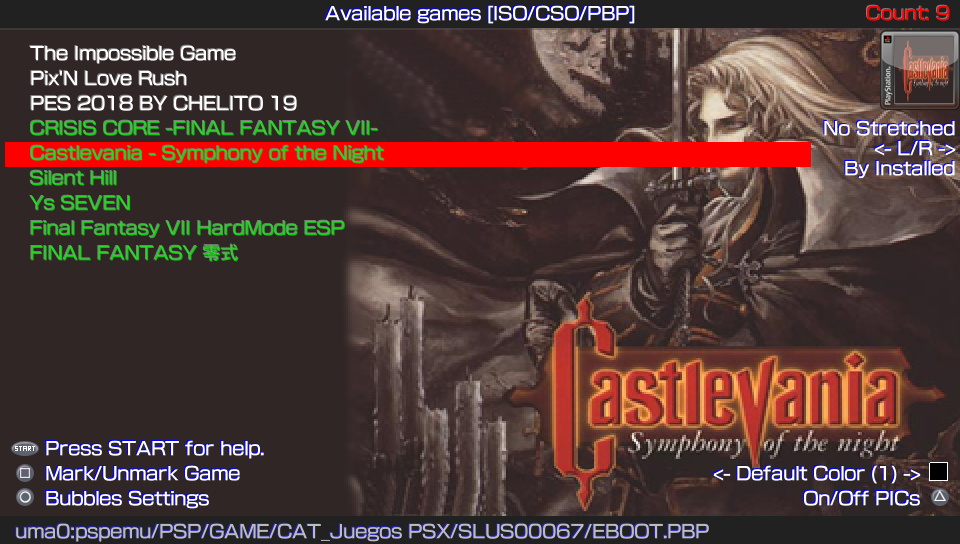 Available games [ISO/CSO/PBP]
Count: 9
The Impossible Game
Pix'N Love Rush
PES 2018 BY CHELITO 19
CRISIS CORE -FINAL FANTASY VII-
Castlevania - Symphony of the Night
Silent Hill
Ys SEVEN
Final Fantasy VII HardMode ESP
FINAL FANTASY 零式
PlayStation
Castlevania
No Stretched
<- L/R ->
By Installed
Castlevania
Symphony of the night
START Press START for help.
Mark/Unmark Game
Bubbles Settings
<- Default Color (1) ->
On/Off PICs
uma0:pspemu/PSP/GAME/CAT_Juegos PSX/SLUS00067/EBOOT.PBP